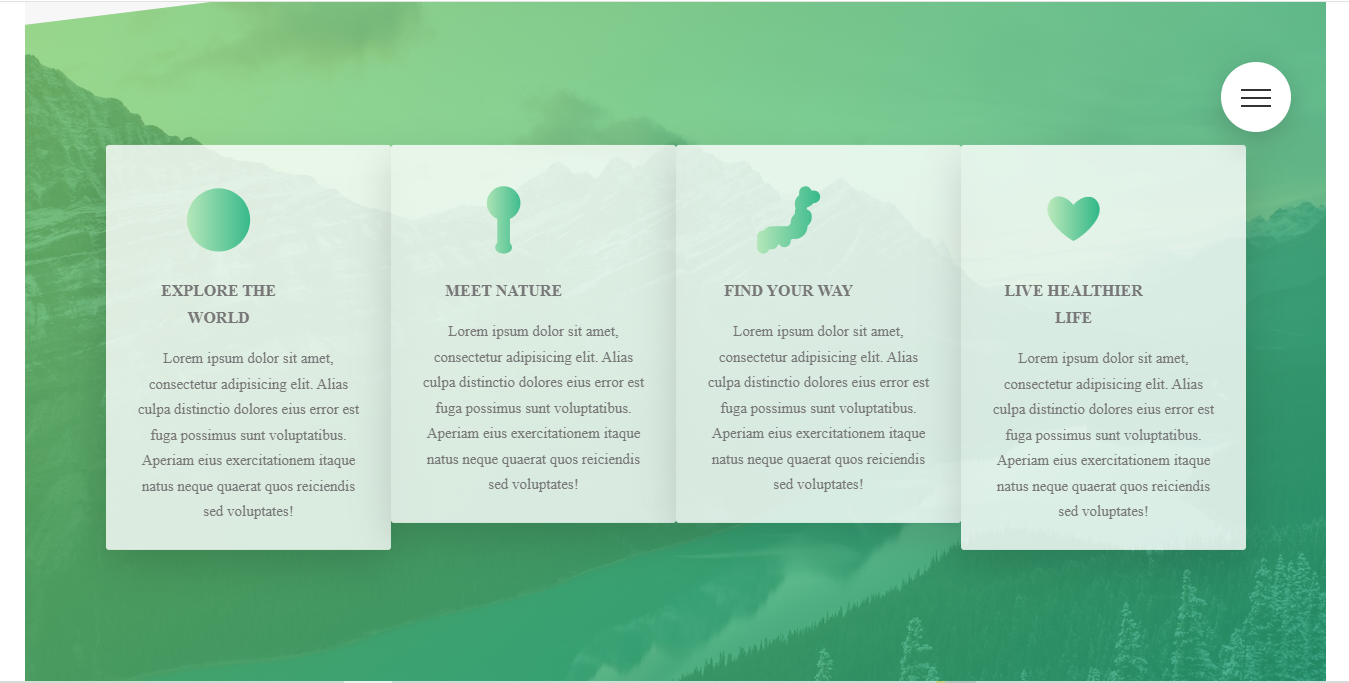 EXPLORE THE
WORLD
Lorem ipsum dolor sit amet,
consectetur adipisicing elit. Alias
culpa distinctio dolores eius error est
fuga possimus sunt voluptatibus.
Aperiam eius exercitationem itaque
natus neque quaerat quos reiciendis
sed voluptates!
MEET NATURE
Lorem ipsum dolor sit amet,
consectetur adipisicing elit. Alias
culpa distinctio dolores eius error est
fuga possimus sunt voluptatibus.
Aperiam eius exercitationem itaque
natus neque quaerat quos reiciendis
sed voluptates!
FIND YOUR WAY
Lorem ipsum dolor sit amet,
consectetur adipisicing elit. Alias
culpa distinctio dolores eius error est
fuga possimus sunt voluptatibus.
Aperiam eius exercitationem itaque
natus neque quaerat quos reiciendis
sed voluptates!
LIVE HEALTHIER
LIFE
Lorem ipsum dolor sit amet,
consectetur adipisicing elit. Alias
culpa distinctio dolores eius error est
fuga possimus sunt voluptatibus.
Aperiam eius exercitationem itaque
natus neque quaerat quos reiciendis
sed voluptates!